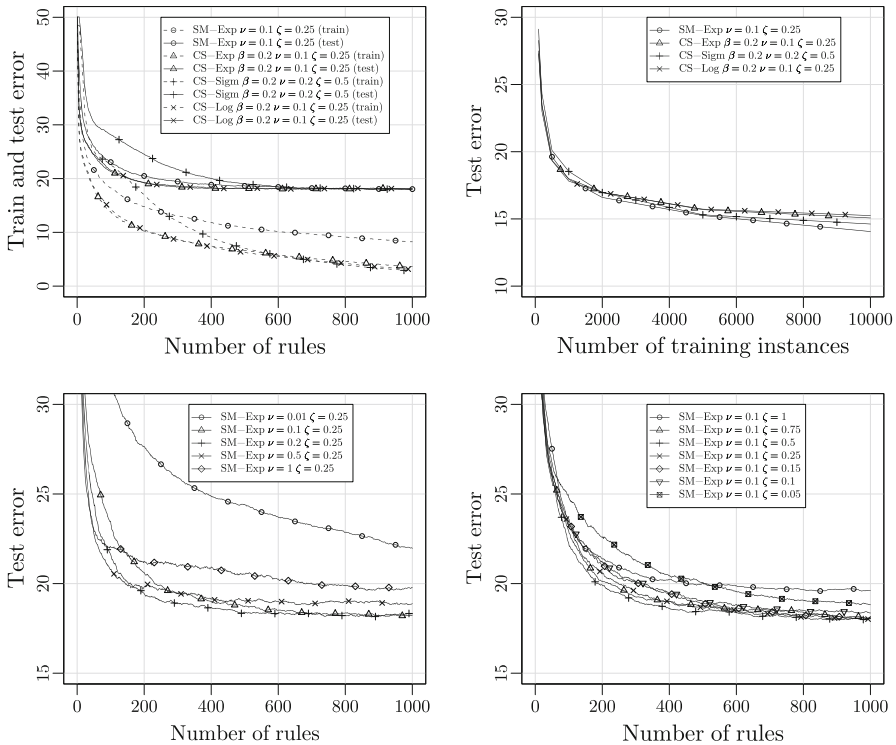 Train and test error
0 10 20 30 40 50
SM−Exp ν = 0.1 ζ = 0.25 (train)
SM−Exp ν = 0.1 ζ = 0.25 (test)
CS−Exp β = 0.2 ν = 0.1 ζ = 0.25 (train)
CS−Exp β = 0.2 ν = 0.1 ζ = 0.25 (test)
CS−Sigm β = 0.2 ν = 0.2 ζ = 0.5 (train)
CS−Sigm β = 0.2 ν = 0.2 ζ = 0.5 (test)
CS−Log β = 0.2 ν = 0.1 ζ = 0.25 (train)
CS−Log β = 0.2 ν = 0.1 ζ = 0.25 (test)
0 200 400 600 800 1000
Number of rules
Test error
10 15 20 25 30
SM−Exp ν = 0.1 ζ = 0.25
CS−Exp β = 0.2 ν = 0.1 ζ = 0.25
CS−Sigm β = 0.2 ν = 0.2 ζ = 0.5
CS−Log β = 0.2 ν = 0.1 ζ = 0.25
0 2000 4000 6000 8000 10000
Number of training instances
Test error
15 20 25 30
SM−Exp ν = 0.01 ζ = 0.25
SM−Exp ν = 0.1 ζ = 0.25
SM−Exp ν = 0.2 ζ = 0.25
SM−Exp ν = 0.5 ζ = 0.25
SM−Exp ν = 1 ζ = 0.25
0 200 400 600 800 1000
Number of rules
Test error
15 20 25 30
SM−Exp ν = 0.1 ζ = 1
SM−Exp ν = 0.1 ζ = 0.75
SM−Exp ν = 0.1 ζ = 0.5
SM−Exp ν = 0.1 ζ = 0.25
SM−Exp ν = 0.1 ζ = 0.15
SM−Exp ν = 0.1 ζ = 0.1
SM−Exp ν = 0.1 ζ = 0.05
0 200 400 600 800 1000
Number of rules